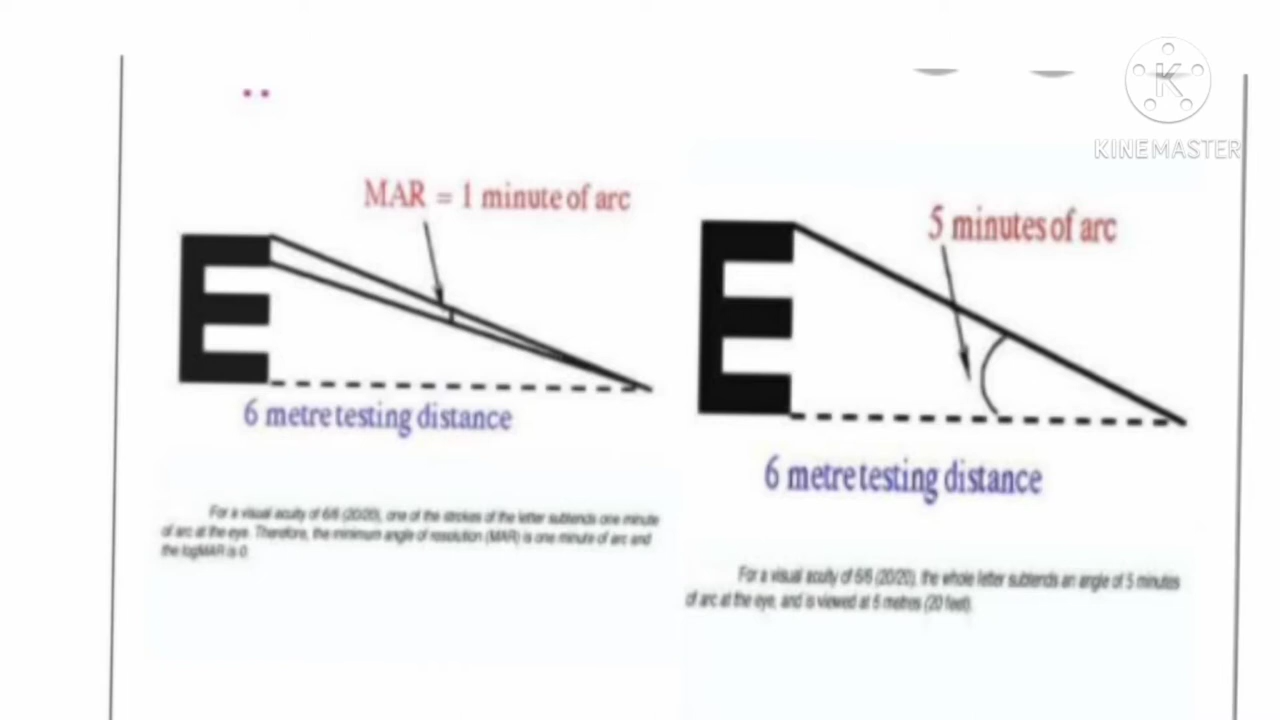 KINEMASTER
MAR = 1 minute of arc
6 metre testing distance
For a visual acuity of 6/6 (20/20), one of the strokes of the letter subtends one minute
of arc at the eye. Therefore, the minimum angle of resolution (MAR) is one minute of arc and
the logMAR is 0.
5 minutes of arc
6 metre testing distance
For a visual acuity of 6/6 (20/20), the whole letter subtends an angle of 5 minutes
of arc at the eye, and is viewed at 6 metres (20 feet).